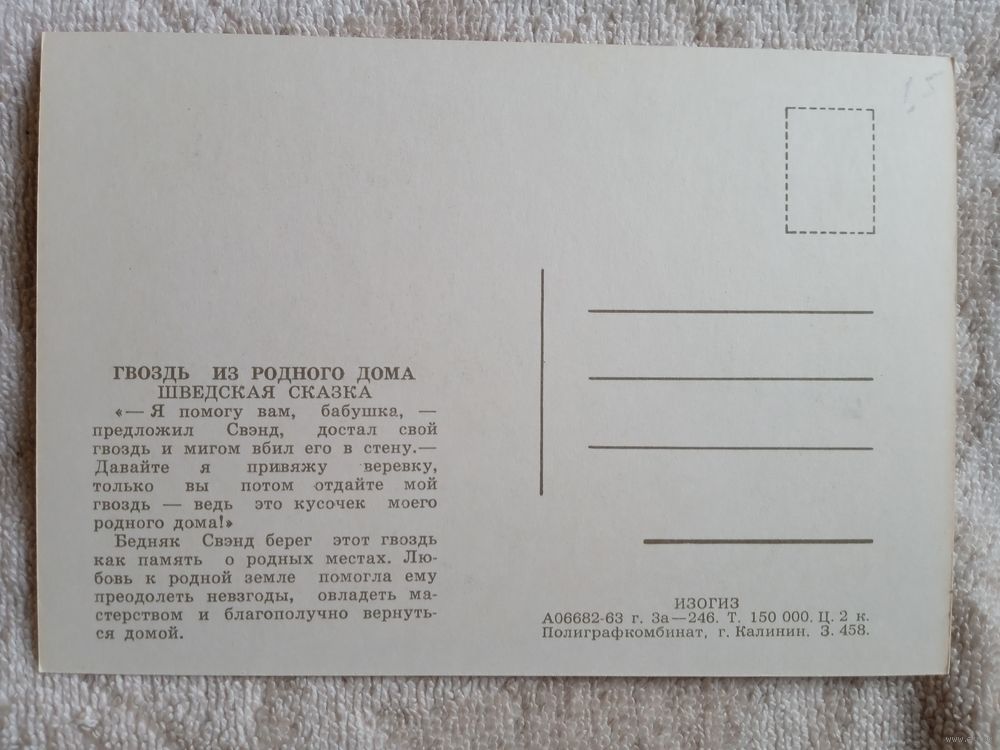 ГВОЗДЬ ИЗ РОДНОГО ДОМА
ШВЕДСКАЯ СКАЗКА
«— Я помогу вам, бабушка, —
предложил Свэнд, достал свой
гвоздь и мигом вбил его в стену.—
Давайте я привяжу веревку,
только вы потом отдайте мой
гвоздь — ведь это кусочек моего
родного дома!»
Бедняк Свэнд берег этот гвоздь
как память о родных местах. Лю-
бовь к родной земле помогла ему
преодолеть невзгоды, овладеть ма-
стерством и благополучно вернуть-
ся домой.
ИЗОГИЗ
А06682-63 г. За—246. Т. 150 000. Ц. 2 к.
Полиграфкомбинат, г. Калинин. З. 458.